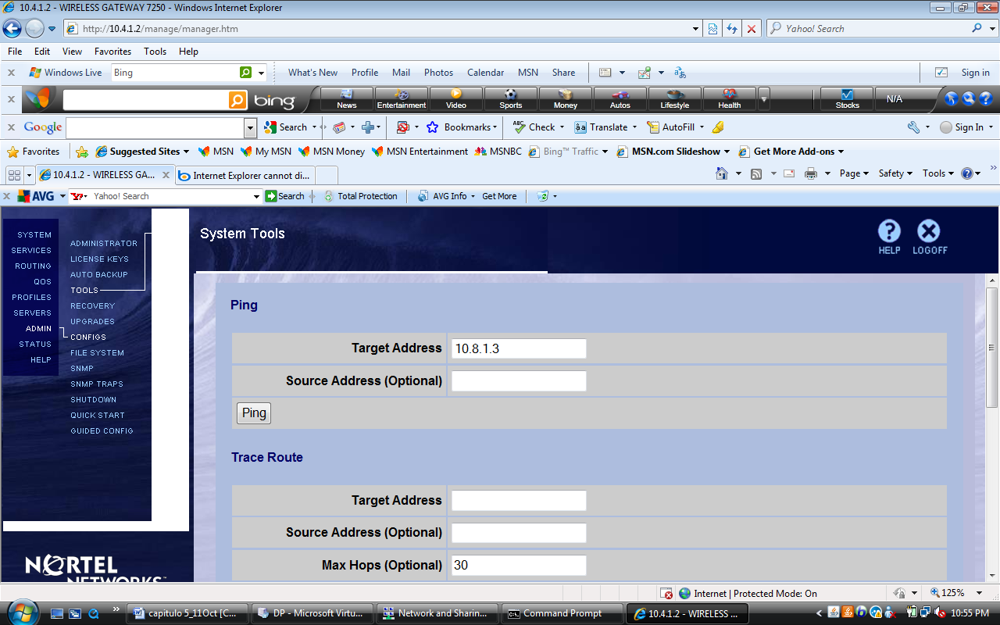 10.4.1.2 - WIRELESS GATEWAY 7250 - Windows Internet Explorer
http://10.4.1.2/manage/manager.htm
Yahoo! Search
File Edit View Favorites Tools Help
x Windows Live Bing What's New Profile Mail Photos Calendar MSN Share Sign in
x bing News Entertainment Video Sports Money Autos Lifestyle Health Stocks N/A
x Google Search Bookmarks ABC Check aあ Translate AutoFill Sign In
Favorites Suggested Sites MSN My MSN MSN Money MSN Entertainment MSNBC Bing™ Traffic MSN.com Slideshow Get More Add-ons
10.4.1.2 - WIRELESS GA... x Internet Explorer cannot di... Page Safety Tools »
x AVG Y! Yahoo! Search Search Total Protection AVG Info Get More
System Tools
HELP LOGOFF
SYSTEM
SERVICES
ROUTING
QOS
PROFILES
SERVERS
ADMIN
STATUS
HELP
ADMINISTRATOR
LICENSE KEYS
AUTO BACKUP
TOOLS
RECOVERY
UPGRADES
CONFIGS
FILE SYSTEM
SNMP
SNMP TRAPS
SHUTDOWN
QUICK START
GUIDED CONFIG
NORTEL
NETWORKS™
Ping
Target Address 10.8.1.3
Source Address (Optional)
Ping
Trace Route
Target Address
Source Address (Optional)
Max Hops (Optional) 30
Internet | Protected Mode: On 125%
» capitulo 5_11Oct [C... DP - Microsoft Virtu... Network and Sharin... Command Prompt 10.4.1.2 - WIRELESS ... 10:55 PM